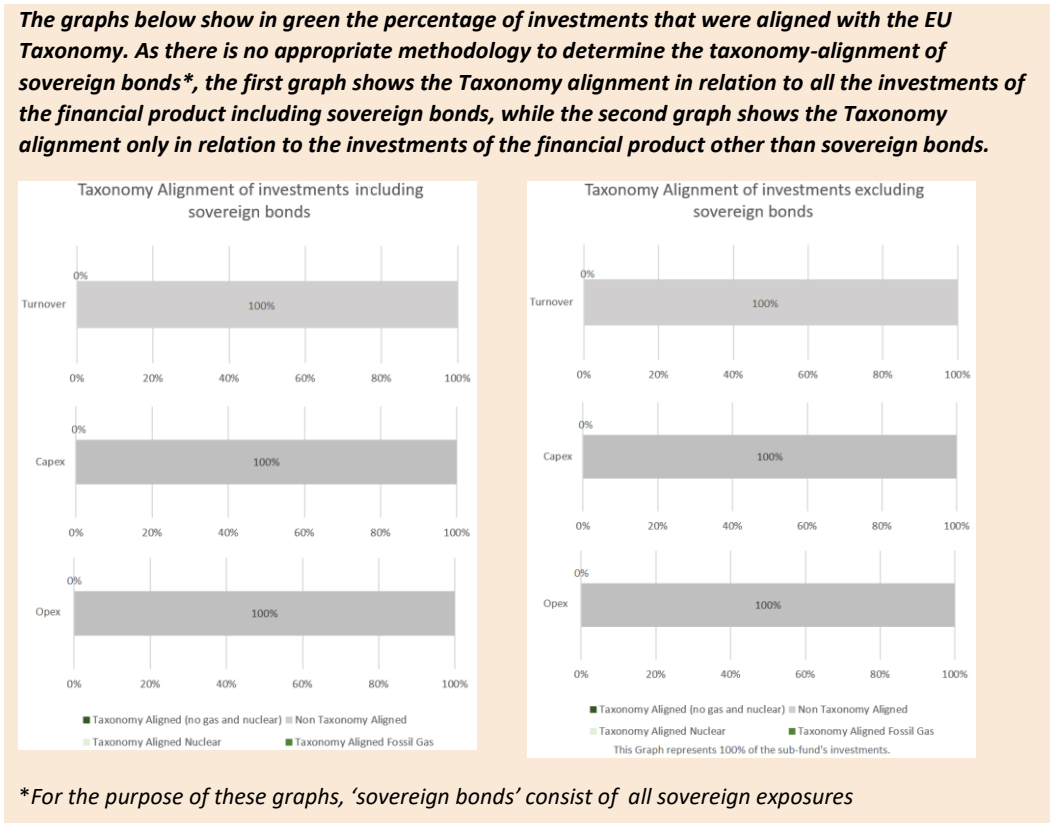 The graphs below show in green the percentage of investments that were aligned with the EU
Taxonomy. As there is no appropriate methodology to determine the taxonomy-alignment of
sovereign bonds*, the first graph shows the Taxonomy alignment in relation to all the investments of
the financial product including sovereign bonds, while the second graph shows the Taxonomy
alignment only in relation to the investments of the financial product other than sovereign bonds.
Taxonomy Alignment of investments including
sovereign bonds
0%
Turnover
100%
0% 20% 40% 60% 80% 100%
0%
Capex
100%
0% 20% 40% 60% 80% 100%
0%
Opex
100%
0% 20% 40% 60% 80% 100%
Taxonomy Aligned (no gas and nuclear) Non Taxonomy Aligned
Taxonomy Aligned Nuclear Taxonomy Aligned Fossil Gas
Taxonomy Alignment of investments excluding
sovereign bonds
0%
Turnover
100%
0% 20% 40% 60% 80% 100%
0%
Capex
100%
0% 20% 40% 60% 80% 100%
0%
Opex
100%
0% 20% 40% 60% 80% 100%
Taxonomy Aligned (no gas and nuclear) Non Taxonomy Aligned
Taxonomy Aligned Nuclear Taxonomy Aligned Fossil Gas
This Graph represents 100% of the sub-fund's investments.
*For the purpose of these graphs, ‘sovereign bonds’ consist of all sovereign exposures